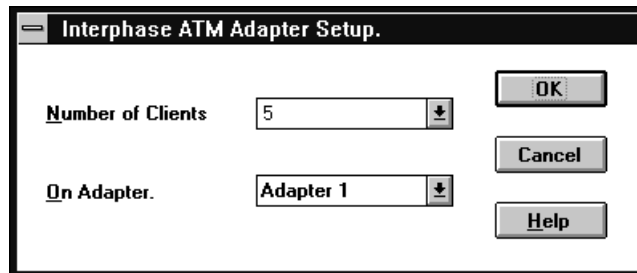 Interphase ATM Adapter Setup.
OK
Number of Clients 5
Cancel
On Adapter. Adapter 1
Help